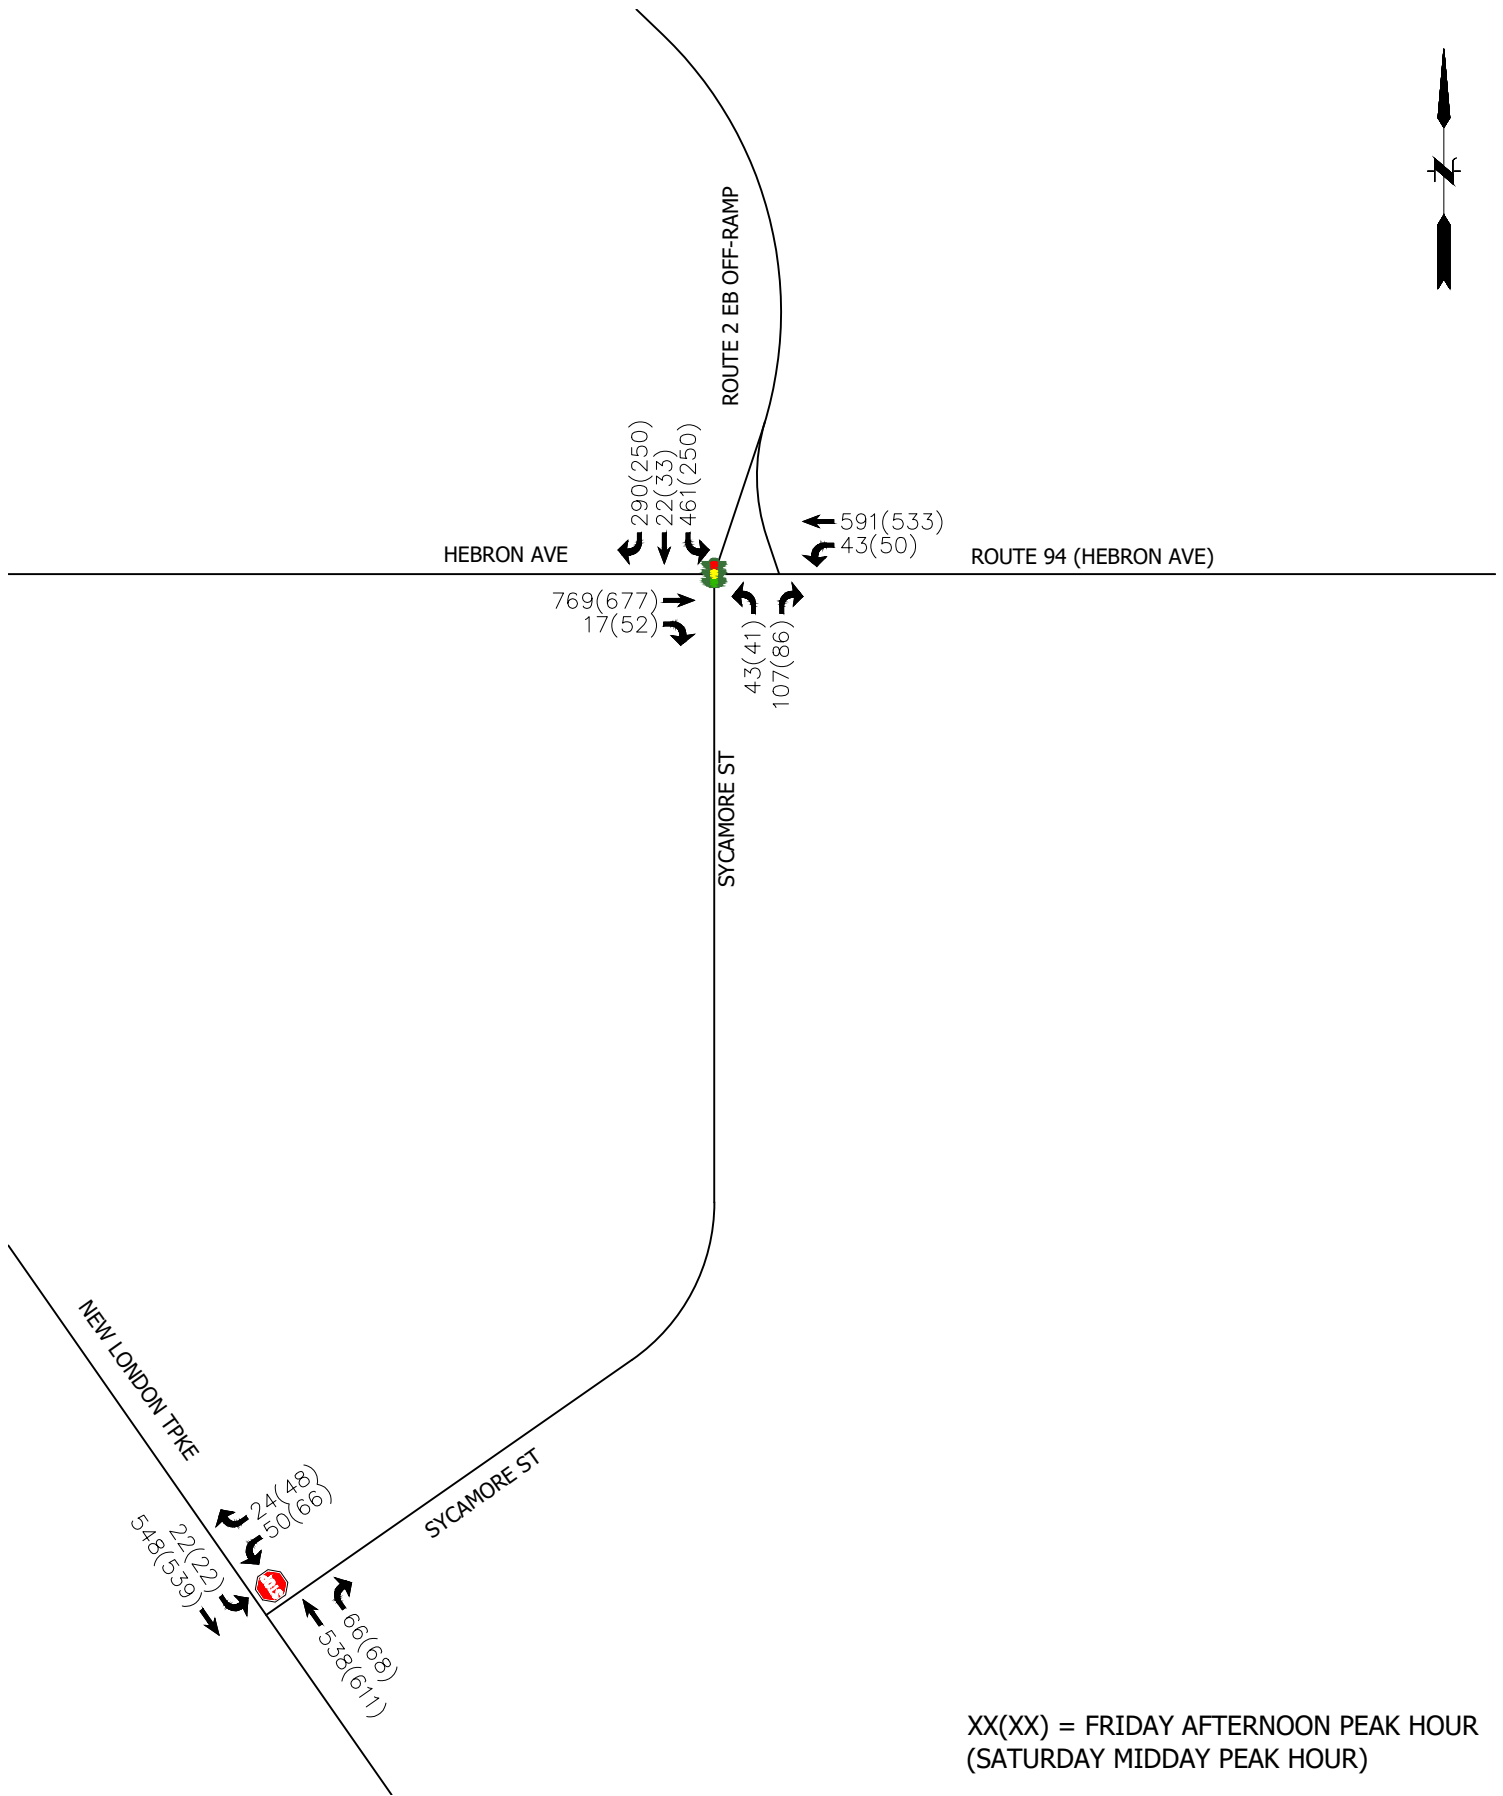 N
ROUTE 2 EB OFF-RAMP
290(250)
22(33)
461(250)
591(533)
43(50)
HEBRON AVE
ROUTE 94 (HEBRON AVE)
769(677)
17(52)
43(41)
107(86)
SYCAMORE ST
NEW LONDON TPKE
24(48)
50(66)
SYCAMORE ST
22(22)
548(539)
STOP
66(68)
538(611)
XX(XX) = FRIDAY AFTERNOON PEAK HOUR
(SATURDAY MIDDAY PEAK HOUR)